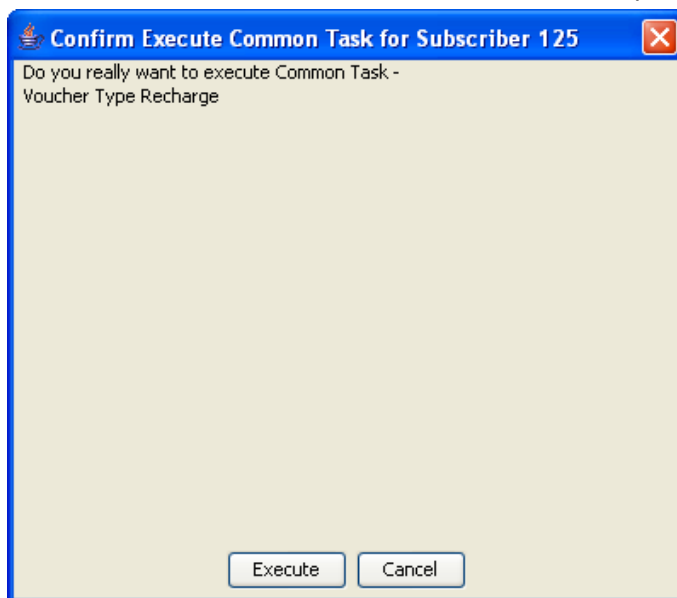 Confirm Execute Common Task for Subscriber 125
Do you really want to execute Common Task -
Voucher Type Recharge
Execute Cancel